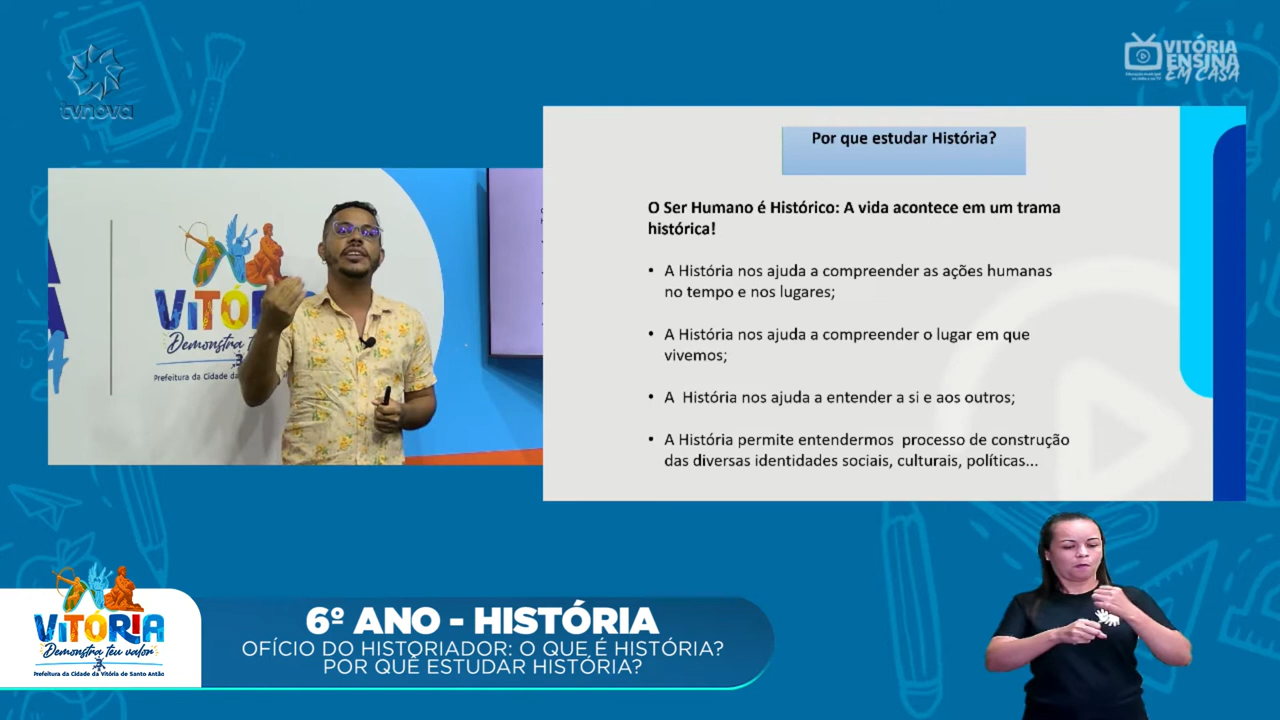 tvnova
VITÓRIA
ENSINA
EM CASA
Por que estudar História?
O Ser Humano é Histórico: A vida acontece em um trama
histórica!
• A História nos ajuda a compreender as ações humanas
no tempo e nos lugares;
• A História nos ajuda a compreender o lugar em que
vivemos;
• A  História nos ajuda a entender a si e aos outros;
• A História permite entendermos  processo de construção
das diversas identidades sociais, culturais, políticas...
VITÓR
Demonstra te
Prefeitura da Cidade da
VITÓRIA
Demonstra teu valor
Prefeitura da Cidade da Vitória de Santo Antão
6º ANO - HISTÓRIA
OFÍCIO DO HISTORIADOR: O QUE É HISTÓRIA?
POR QUE ESTUDAR HISTÓRIA?